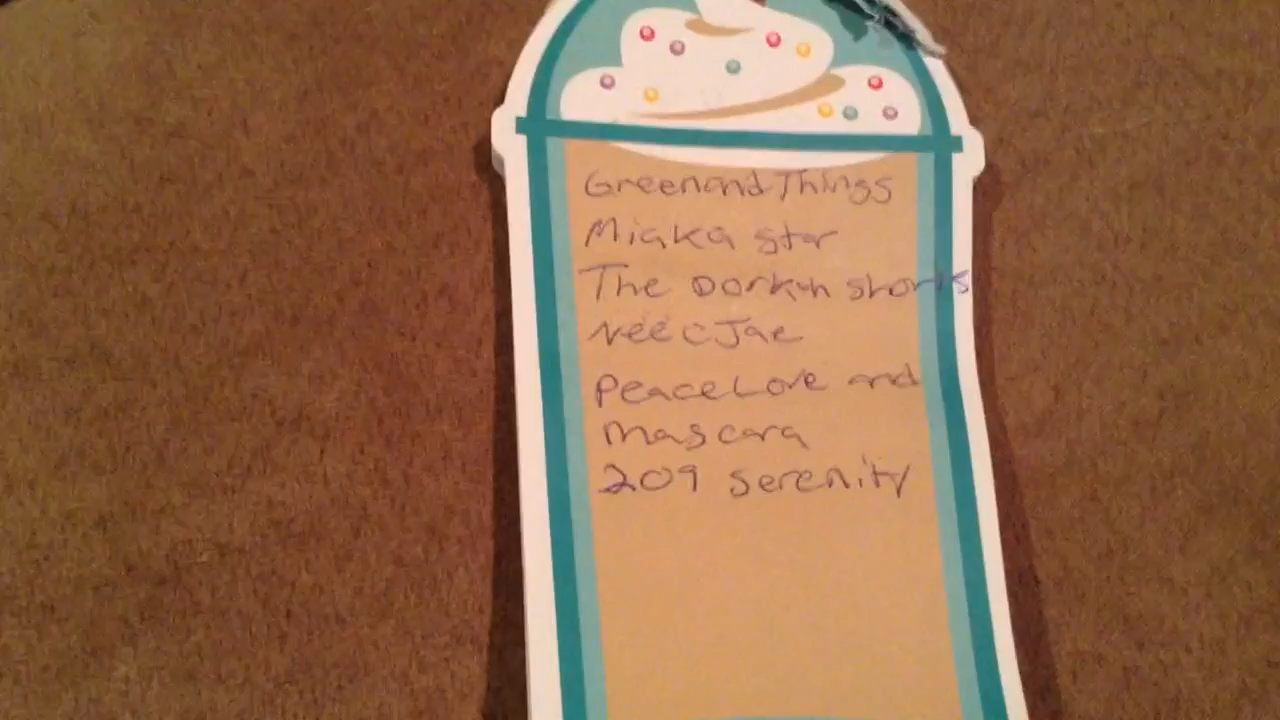 GreenandThings
Miaka star
The Dorkin shorts
NeecJae
PeaceLove and
mascara
209 serenity